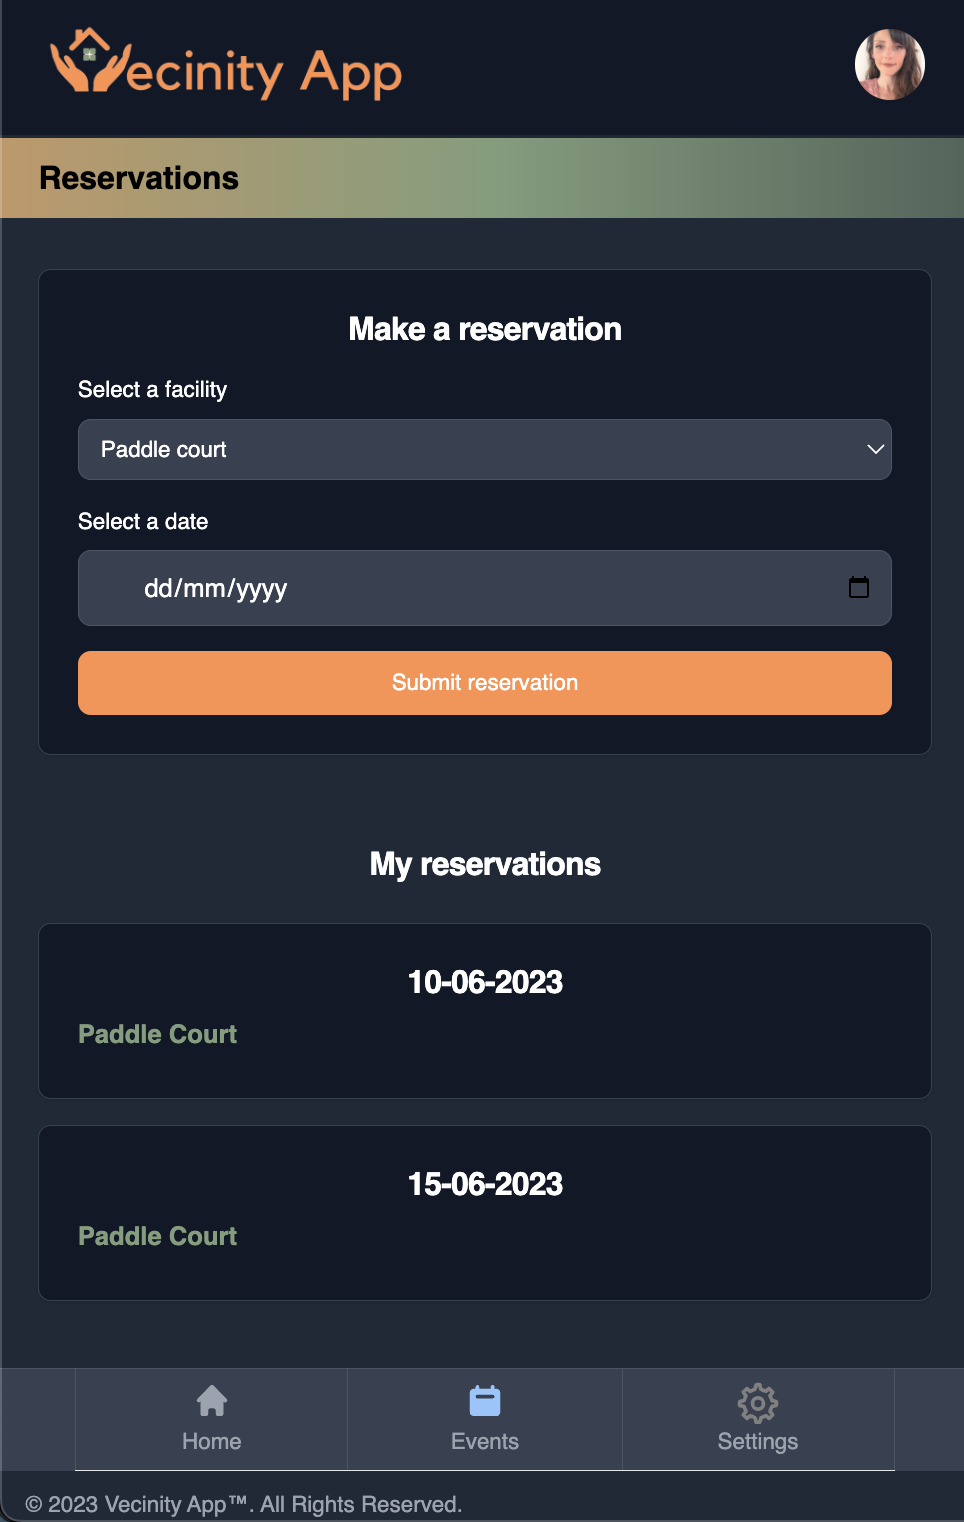 Vecinity App
Reservations
Make a reservation
Select a facility
Paddle court
Select a date
dd/mm/yyyy
Submit reservation
My reservations
10-06-2023
Paddle Court
15-06-2023
Paddle Court
Home
Events
Settings
© 2023 Vecinity App™. All Rights Reserved.